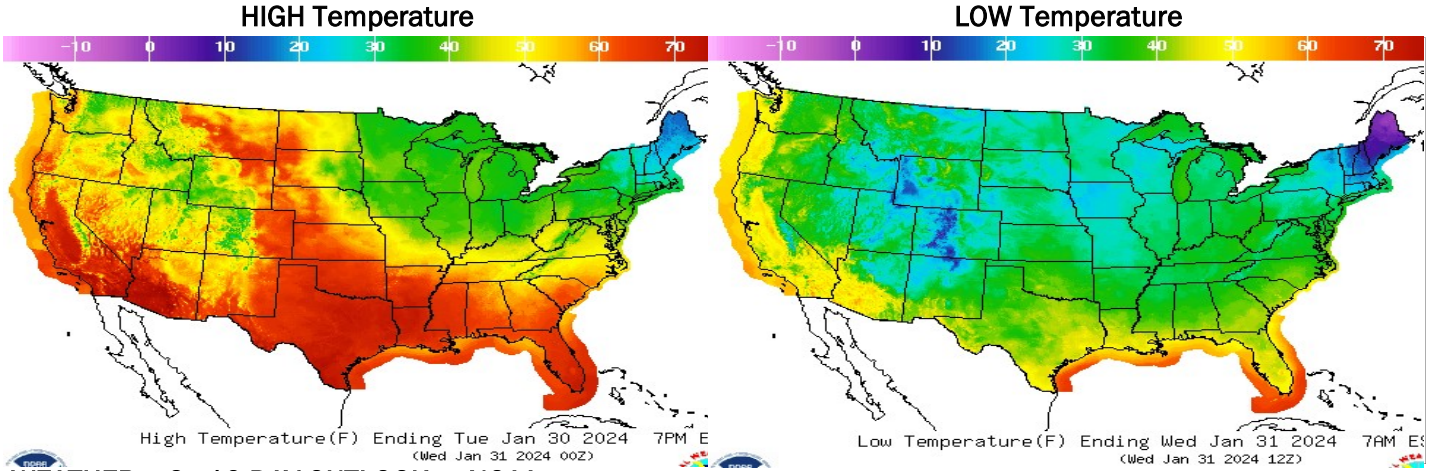 HIGH Temperature
LOW Temperature
-10 0 10 20 30 40 50 60 70
-10 0 10 20 30 40 50 60 70
High Temperature(F) Ending Tue Jan 30 2024 7PM E
(Wed Jan 31 2024 00Z)
Low Temperature(F) Ending Wed Jan 31 2024 7AM ES
(Wed Jan 31 2024 12Z)